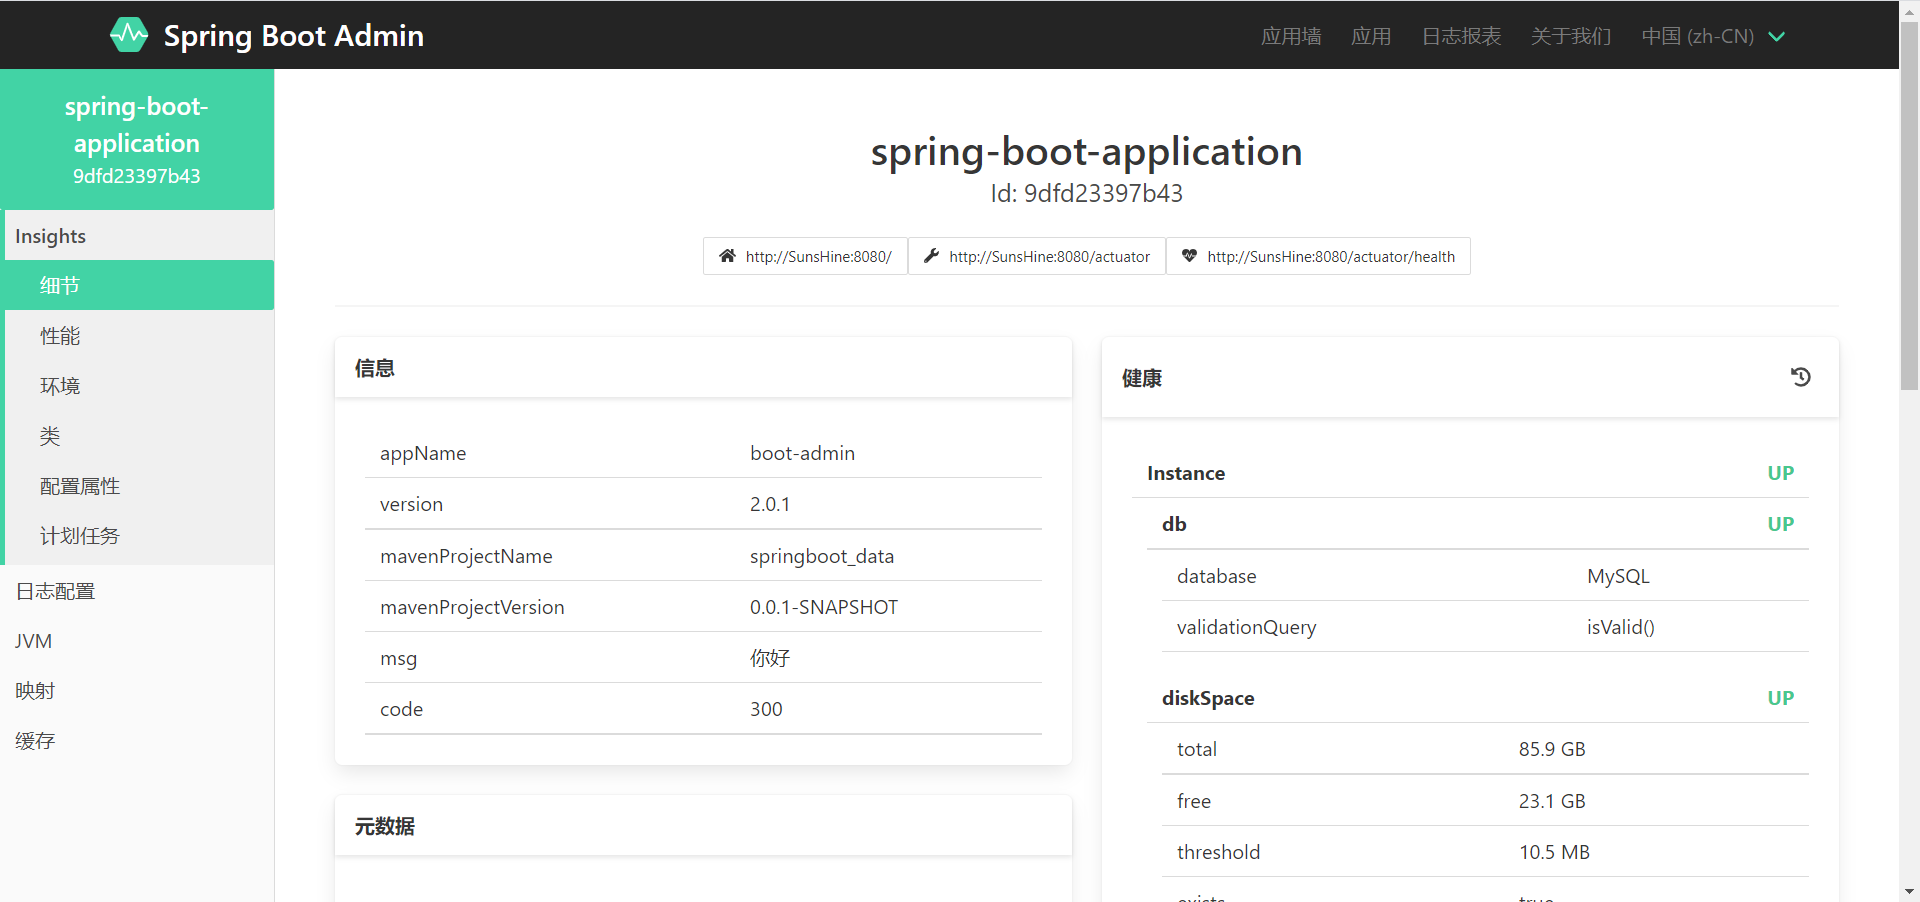 Spring Boot Admin
应用墙 应用 日志报表 关于我们 中国 (zh-CN)
spring-boot-
application
9dfd23397b43
Insights
细节
性能
环境
类
配置属性
计划任务
日志配置
JVM
映射
缓存
spring-boot-application
Id: 9dfd23397b43
http://SunsHine:8080/ http://SunsHine:8080/actuator http://SunsHine:8080/actuator/health
信息
appName boot-admin
version 2.0.1
mavenProjectName springboot_data
mavenProjectVersion 0.0.1-SNAPSHOT
msg 你好
code 300
元数据
健康
Instance UP
db UP
database MySQL
validationQuery isValid()
diskSpace UP
total 85.9 GB
free 23.1 GB
threshold 10.5 MB
exists true